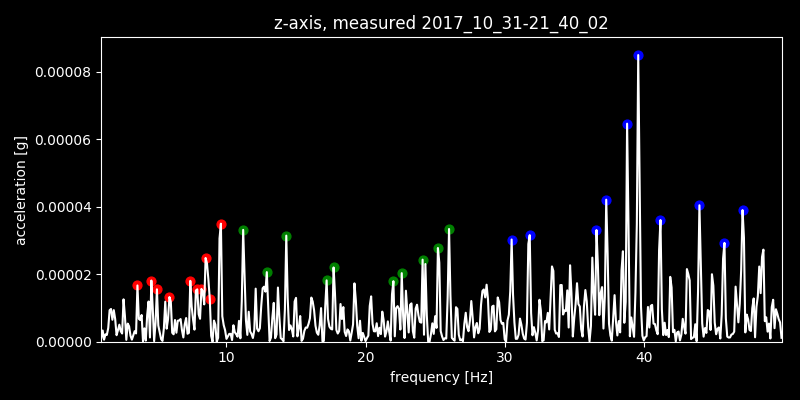 z-axis, measured 2017_10_31-21_40_02
0.00008
0.00006
0.00004
0.00002
0.00000
acceleration [g]
10 20 30 40
frequency [Hz]